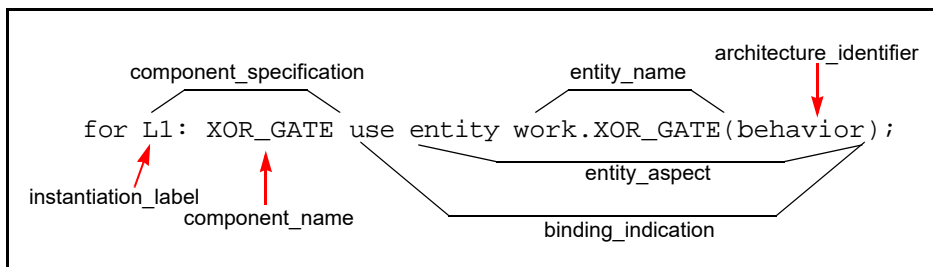 architecture_identifier
component_specification entity_name
for L1: XOR_GATE use entity work.XOR_GATE(behavior);
entity_aspect
instantiation_label
component_name
binding_indication